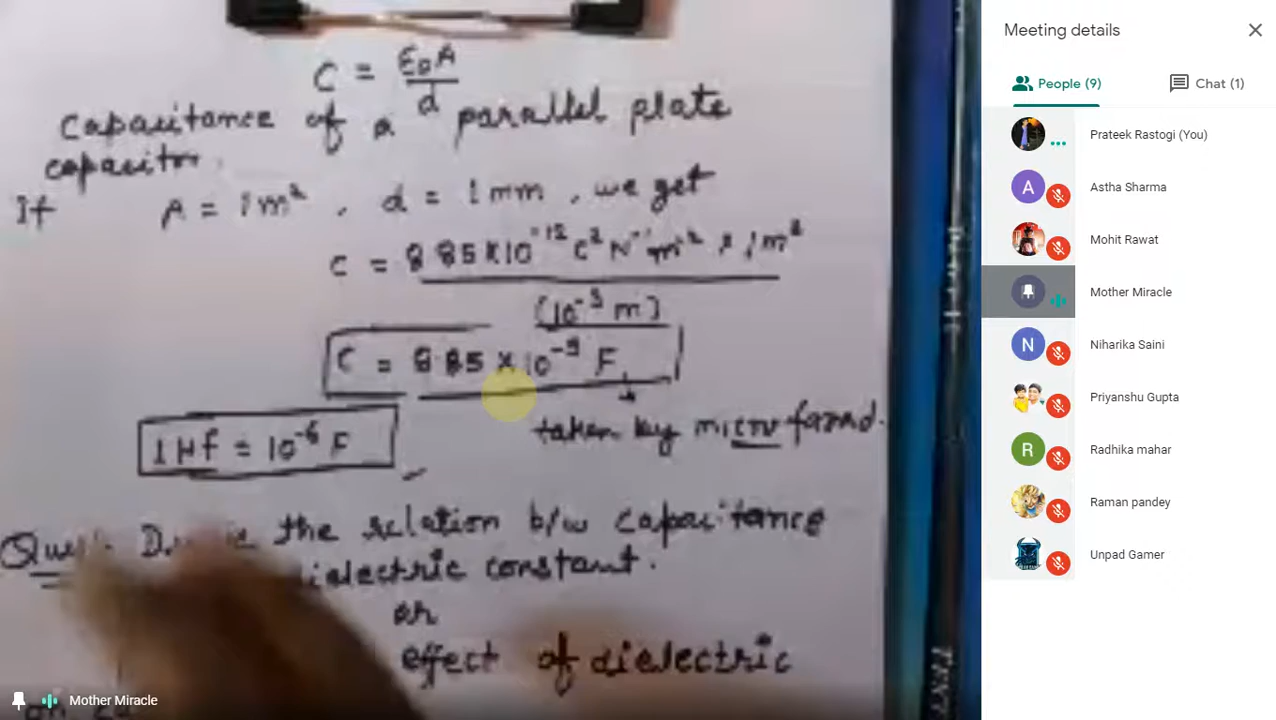 C = ε0A/d
Capacitance of a parallel plate
capacitor.
If A = 1m², d = 1mm, we get
C = 8.85×10⁻¹² C² N⁻¹ m⁻² × 1m²
(10⁻³ m)
C = 8.85 × 10⁻⁹ F
taken by micro farad.
1 μf = 10⁻⁶ F
the relation b/w capacitance
dielectric constant.
or
effect of dielectric
on
Mother Miracle
Meeting details
People (9)
Chat (1)
Prateek Rastogi (You)
A Astha Sharma
Mohit Rawat
Mother Miracle
N Niharika Saini
Priyanshu Gupta
R Radhika mahar
Raman pandey
Unpad Gamer